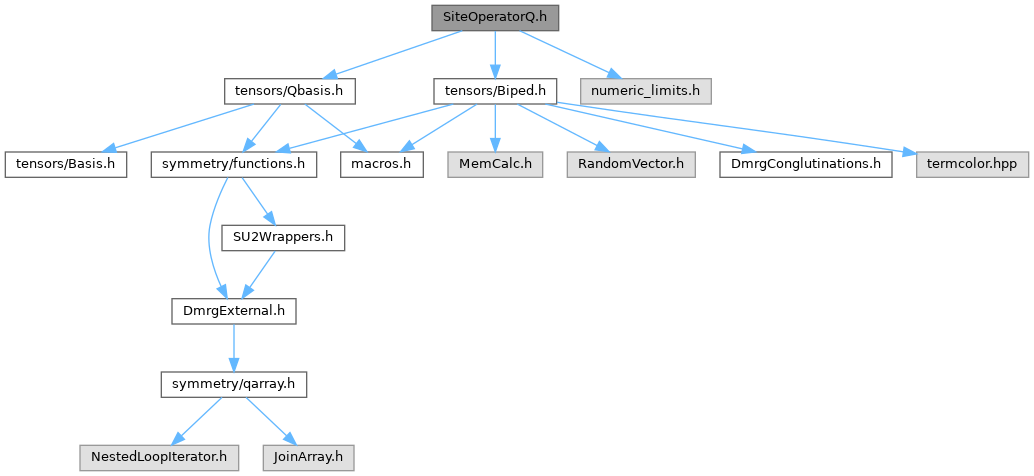 SiteOperatorQ.h
tensors/Qbasis.h
tensors/Biped.h
numeric_limits.h
tensors/Basis.h
symmetry/functions.h
macros.h
MemCalc.h
RandomVector.h
DmrgConglutinations.h
termcolor.hpp
SU2Wrappers.h
DmrgExternal.h
symmetry/qarray.h
NestedLoopIterator.h
JoinArray.h